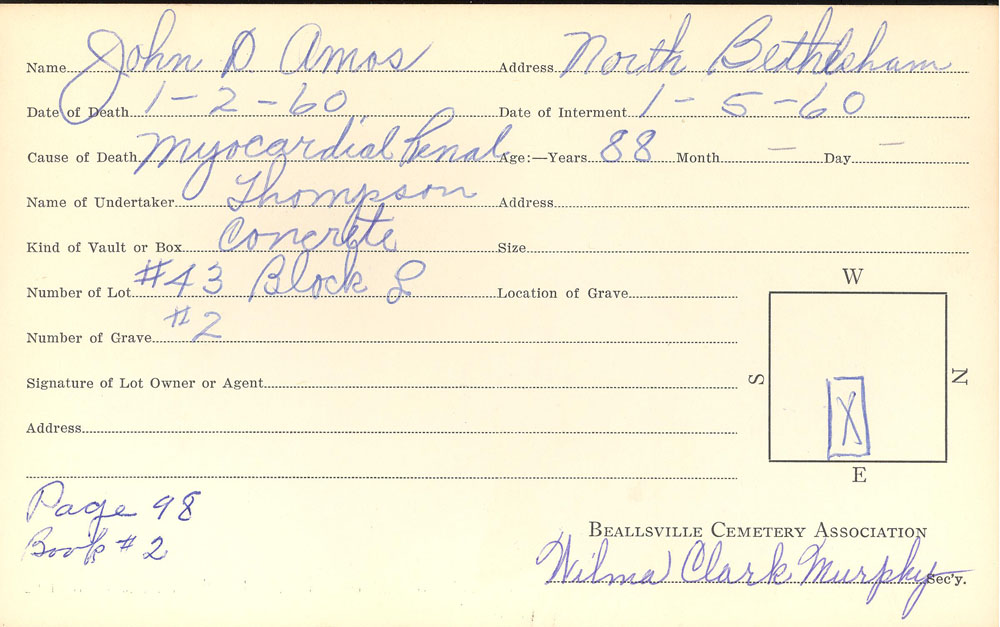 Name John D Amos Address North Bethlsham
Date of Death 1-2-60 Date of Interment 1-5-60
Cause of Death Myocardial Renal Age:—Years 88 Month — Day —
Name of Undertaker Thompson Address
Kind of Vault or Box Concrete Size
Number of Lot #43 Block L Location of Grave
Number of Grave #2
Signature of Lot Owner or Agent
Address
W
S
N
X
E
Page 98
Book #2
BEALLSVILLE CEMETERY ASSOCIATION
Wilma Clark Murphy Sec'y.